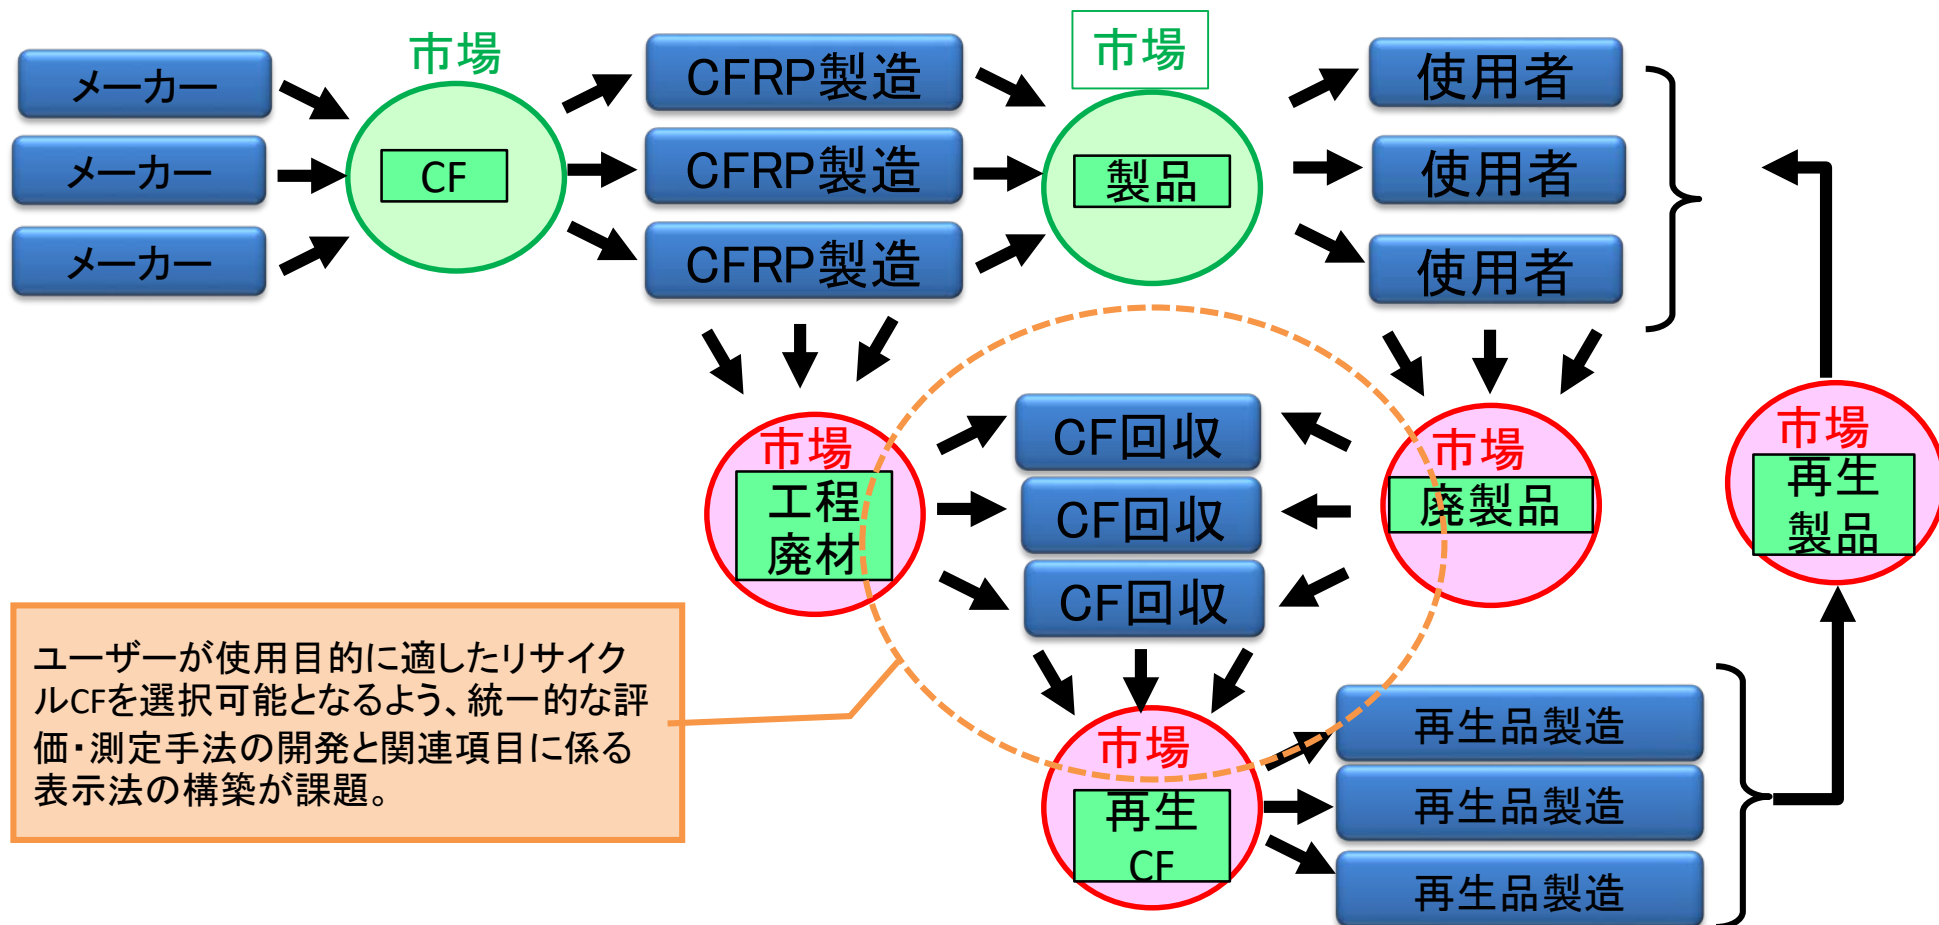 市場
市場
メーカー
CFRP製造
使用者
メーカー
CF
CFRP製造
製品
使用者
メーカー
CFRP製造
使用者
市場
工程
廃材
CF回収
CF回収
CF回収
市場
廃製品
市場
再生
製品
ユーザーが使用目的に適したリサイク
ルCFを選択可能となるよう、統一的な評
価・測定手法の開発と関連項目に係る
表示法の構築が課題。
市場
再生
CF
再生品製造
再生品製造
再生品製造